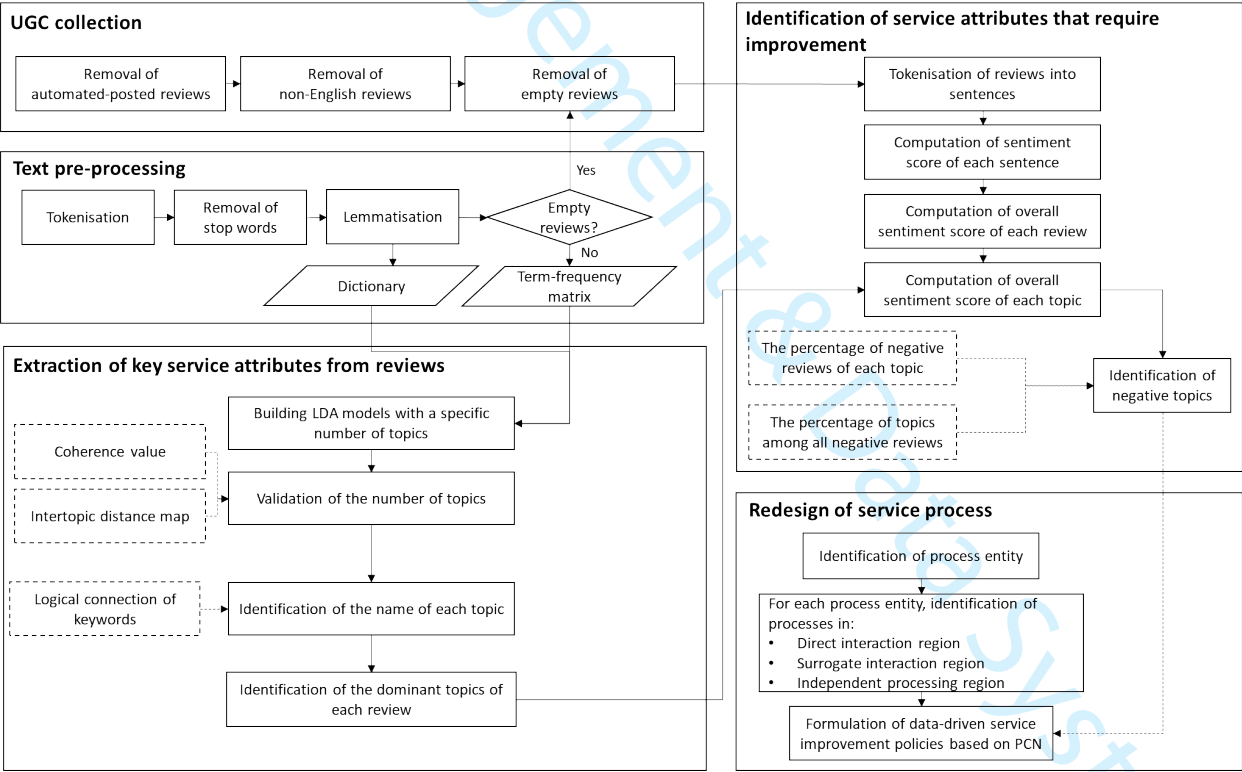 UGC collection
Removal of
automated-posted reviews
Removal of
non-English reviews
Removal of
empty reviews
Text pre-processing
Tokenisation
Removal of
stop words
Lemmatisation
Empty
reviews?
Yes
No
Dictionary
Term-frequency
matrix
Extraction of key service attributes from reviews
Building LDA models with a specific
number of topics
Coherence value
Intertopic distance map
Validation of the number of topics
Logical connection of
keywords
Identification of the name of each topic
Identification of the dominant topics of
each review
Identification of service attributes that require
improvement
Tokenisation of reviews into
sentences
Computation of sentiment
score of each sentence
Computation of overall
sentiment score of each review
Computation of overall
sentiment score of each topic
The percentage of negative
reviews of each topic
The percentage of topics
among all negative reviews
Identification of
negative topics
Redesign of service process
Identification of process entity
For each process entity, identification of
processes in:
• Direct interaction region
• Surrogate interaction region
• Independent processing region
Formulation of data-driven service
improvement policies based on PCN
ement & Data Syst